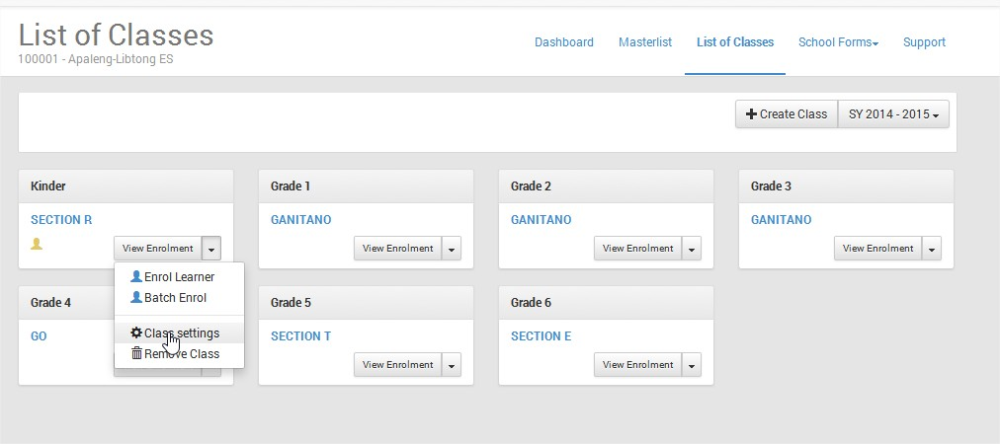 List of Classes
100001 - Apaleng-Libtong ES
Dashboard Masterlist List of Classes School Forms Support
Create Class SY 2014 - 2015
Kinder Grade 1 Grade 2 Grade 3
SECTION R GANITANO GANITANO GANITANO
View Enrolment View Enrolment View Enrolment View Enrolment
Enrol Learner
Batch Enrol
Class settings
Remove Class
Grade 4 Grade 5 Grade 6
GO SECTION T SECTION E
View Enrolment View Enrolment